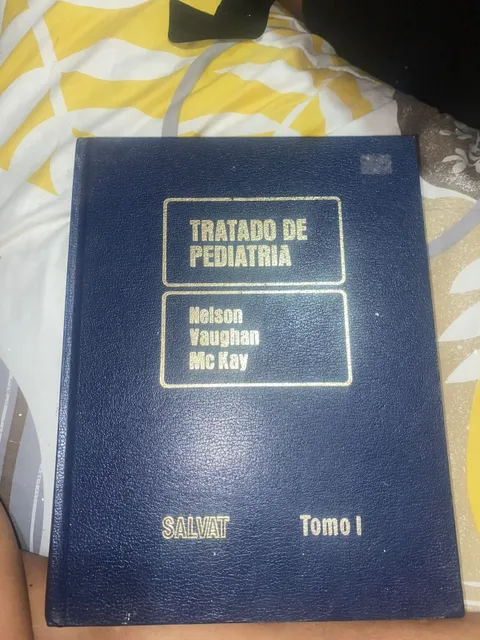 TRATADO DE
PEDIATRIA
Nelson
Vaughan
Mc Kay
SALVAT
Tomo I